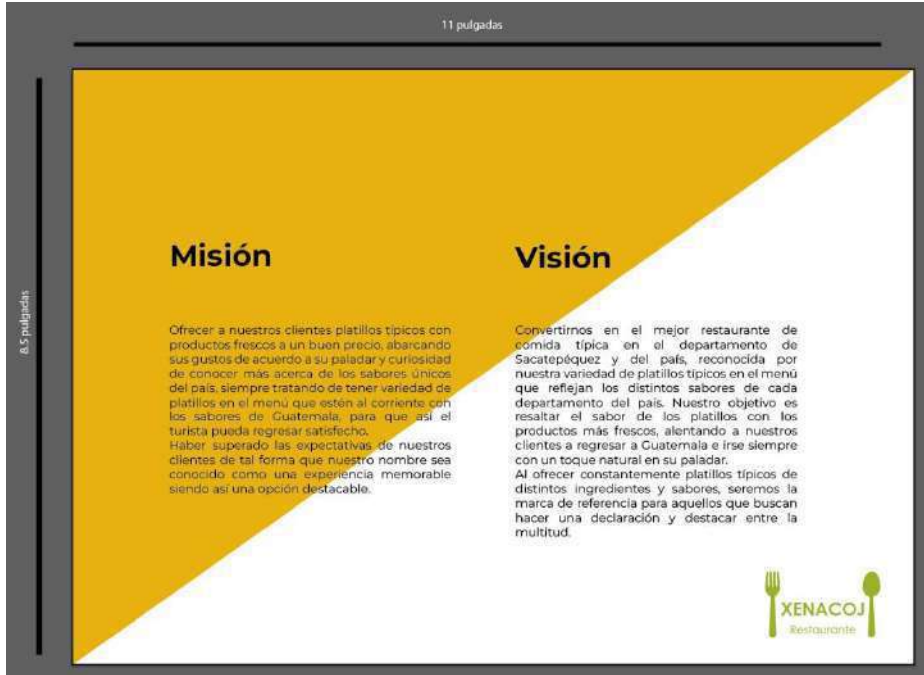 11 pulgadas
8.5 pulgadas
Misión
Ofrecer a nuestros clientes platillos típicos con
productos frescos a un buen precio, abarcando
sus gustos de acuerdo a su paladar y curiosidad
de conocer más acerca de los sabores únicos
del país, siempre tratando de tener variedad de
platillos en el menú que estén al corriente con
los sabores de Guatemala, para que así el
turista pueda regresar satisfecho.
Haber superado las expectativas de nuestros
clientes de tal forma que nuestro nombre sea
conocido como una experiencia memorable
siendo así una opción destacable.
Visión
Convertirnos en el mejor restaurante de
comida típica en el departamento de
Sacatepéquez y del país, reconocida por
nuestra variedad de platillos típicos en el menú
que reflejan los distintos sabores de cada
departamento del país. Nuestro objetivo es
resaltar el sabor de los platillos con los
productos más frescos, alentando a nuestros
clientes a regresar a Guatemala e irse siempre
con un toque natural en su paladar.
Al ofrecer constantemente platillos típicos de
distintos ingredientes y sabores, seremos la
marca de referencia para aquellos que buscan
hacer una declaración y destacar entre la
multitud.
XENACOJ
Restaurante